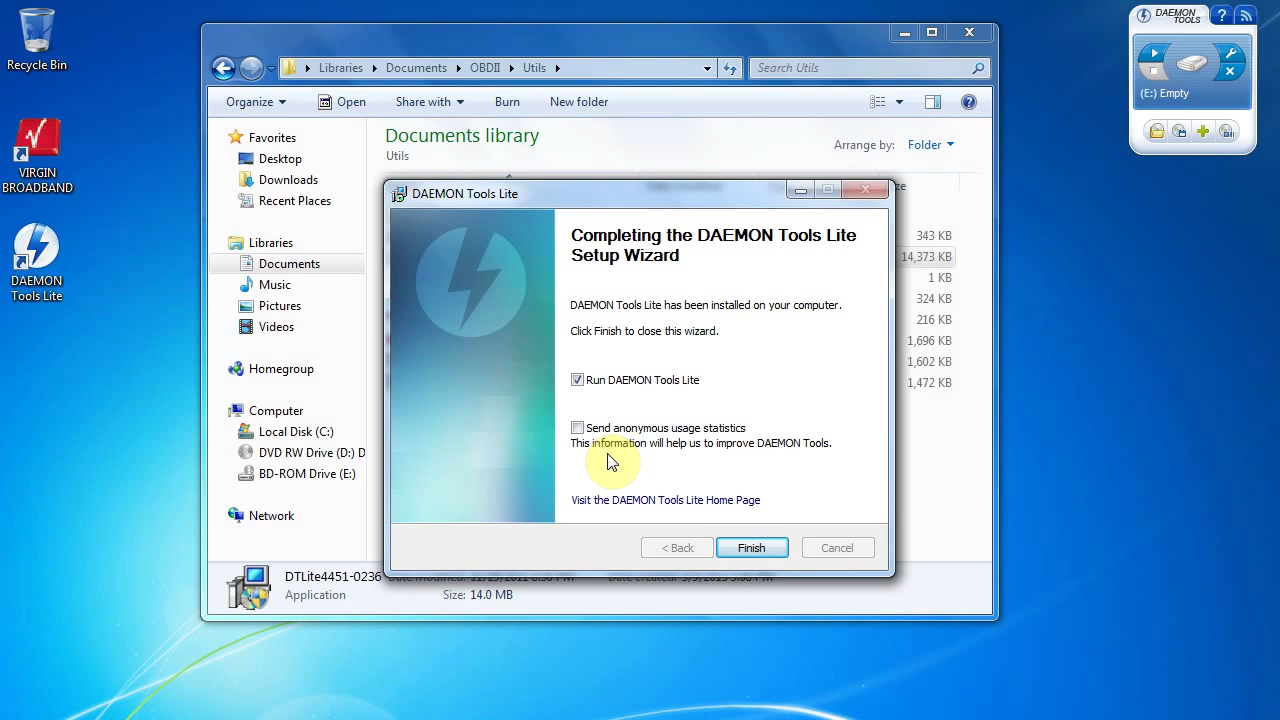 Recycle Bin
VIRGIN
BROADBAND
DAEMON
Tools Lite
Libraries
Documents
OBDII
Utils
Search Utils
Organize
Open
Share with
Burn
New folder
Favorites
Desktop
Downloads
Recent Places
Libraries
Documents
Music
Pictures
Videos
Homegroup
Computer
Local Disk (C:)
DVD RW Drive (D:) D
BD-ROM Drive (E:)
Network
Documents library
Utils
Arrange by: Folder
343 KB
14,373 KB
1 KB
324 KB
216 KB
1,696 KB
1,602 KB
1,472 KB
DAEMON Tools Lite
Completing the DAEMON Tools Lite
Setup Wizard
DAEMON Tools Lite has been installed on your computer.
Click Finish to close this wizard.
Run DAEMON Tools Lite
Send anonymous usage statistics
This information will help us to improve DAEMON Tools.
Visit the DAEMON Tools Lite Home Page
< Back
Finish
Cancel
DTLite4451-0236
Application
Size: 14.0 MB
DAEMON
TOOLS
(E:) Empty